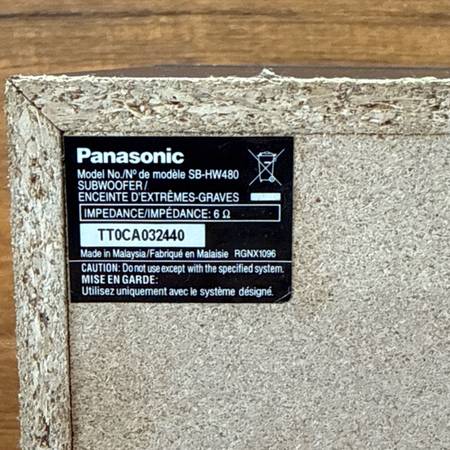 Panasonic
Model No./Nº de modèle SB-HW480
SUBWOOFER/
ENCEINTE D'EXTRÊMES-GRAVES
IMPEDANCE/IMPÉDANCE: 6 Ω
TT0CA032440
Made in Malaysia/Fabriqué en Malaisie RGNX1096
CAUTION: Do not use except with the specified system.
MISE EN GARDE:
Utilisez uniquement avec le système désigné.